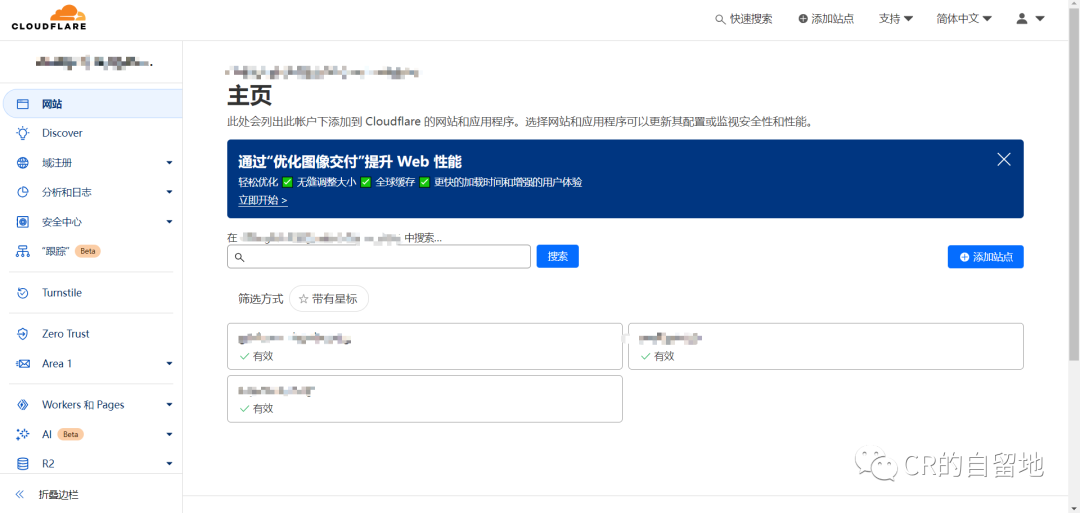 CLOUDFLARE
快速搜索 添加站点 支持 简体中文
网站
Discover
域注册
分析和日志
安全中心
"跟踪" Beta
Turnstile
Zero Trust
Area 1
Workers 和 Pages
AI Beta
R2
折叠边栏
主页
此处会列出此帐户下添加到 Cloudflare 的网站和应用程序。选择网站和应用程序可以更新其配置或监视安全性和性能。
通过“优化图像交付”提升 Web 性能
轻松优化 ✅ 无缝调整大小 ✅ 全球缓存 ✅ 更快的加载时间和增强的用户体验
立即开始 >
在 中搜索...
搜索
添加站点
筛选方式 ☆ 带有星标
有效
有效
有效
CR的自留地